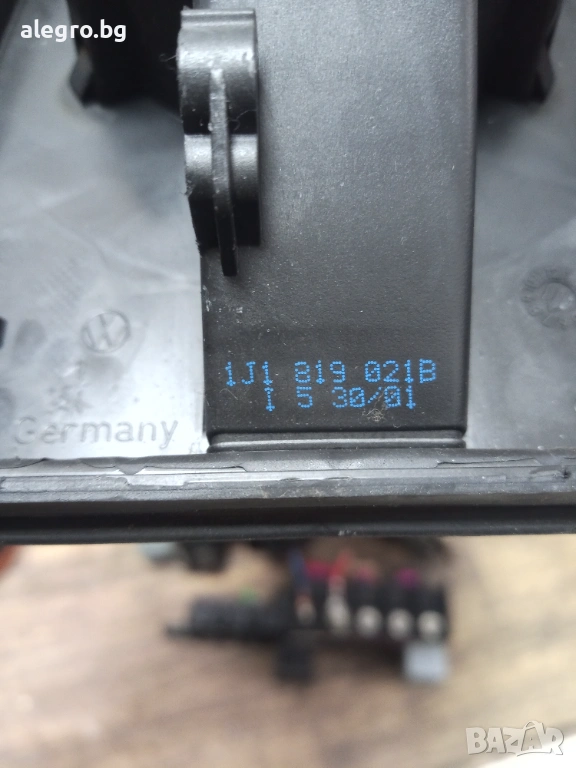 alegro.bg
1J1 819 021B
I 5 30/01
Germany
BAZAR